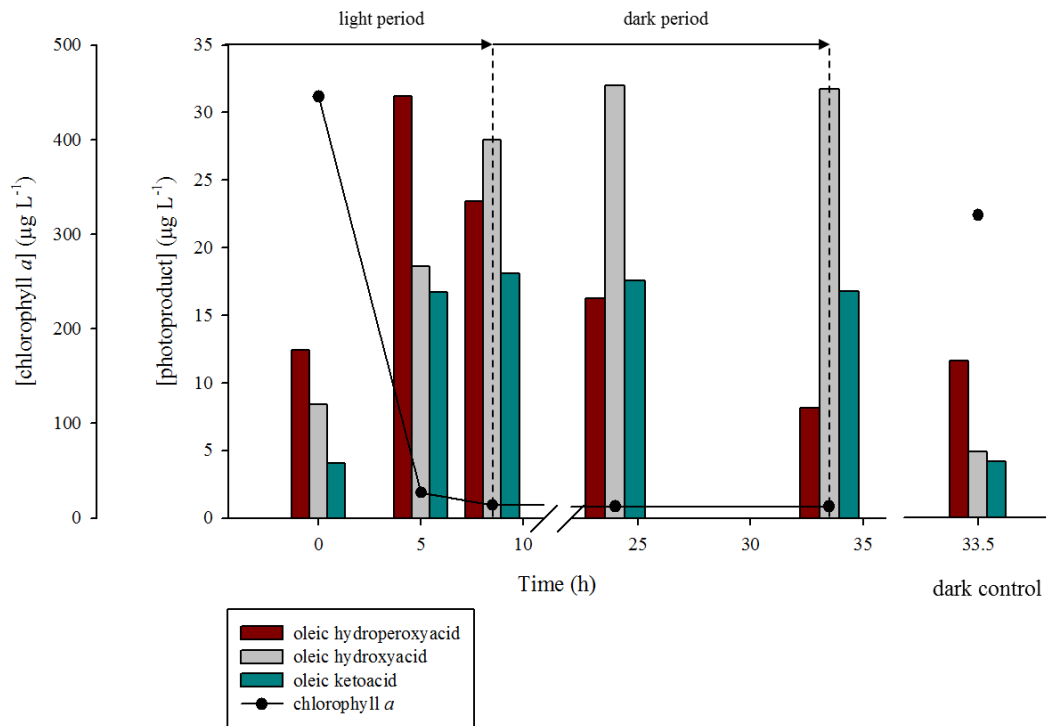 light period
dark period
[chlorophyll a] (µg L-1)
500
400
300
200
100
0
[photoproduct] (µg L-1)
35
30
25
20
15
10
5
0
0
5
10
25
30
35
33.5
Time (h)
dark control
oleic hydroperoxyacid
oleic hydroxyacid
oleic ketoacid
chlorophyll a